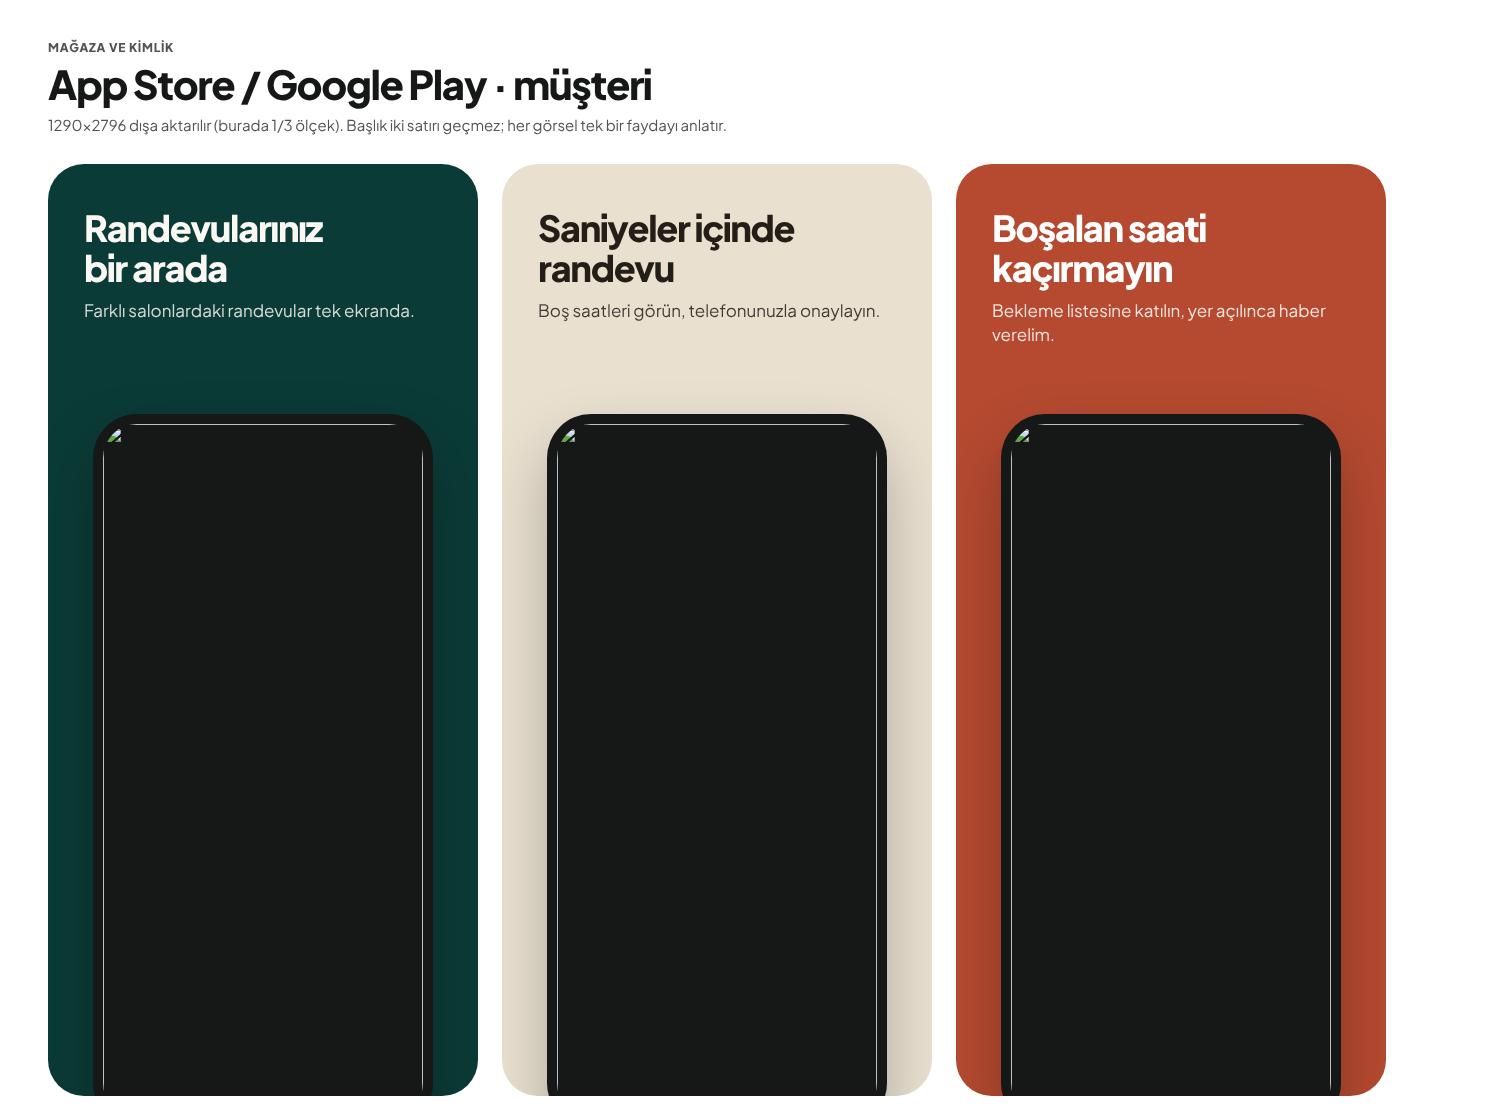 MAĞAZA VE KİMLİK
App Store / Google Play · müşteri
1290×2796 dışa aktarılır (burada 1/3 ölçek). Başlık iki satırı geçmez; her görsel tek bir faydayı anlatır.
Randevularınız
bir arada
Farklı salonlardaki randevular tek ekranda.
Saniyeler içinde
randevu
Boş saatleri görün, telefonunuzla onaylayın.
Boşalan saati
kaçırmayın
Bekleme listesine katılın, yer açılınca haber
verelim.